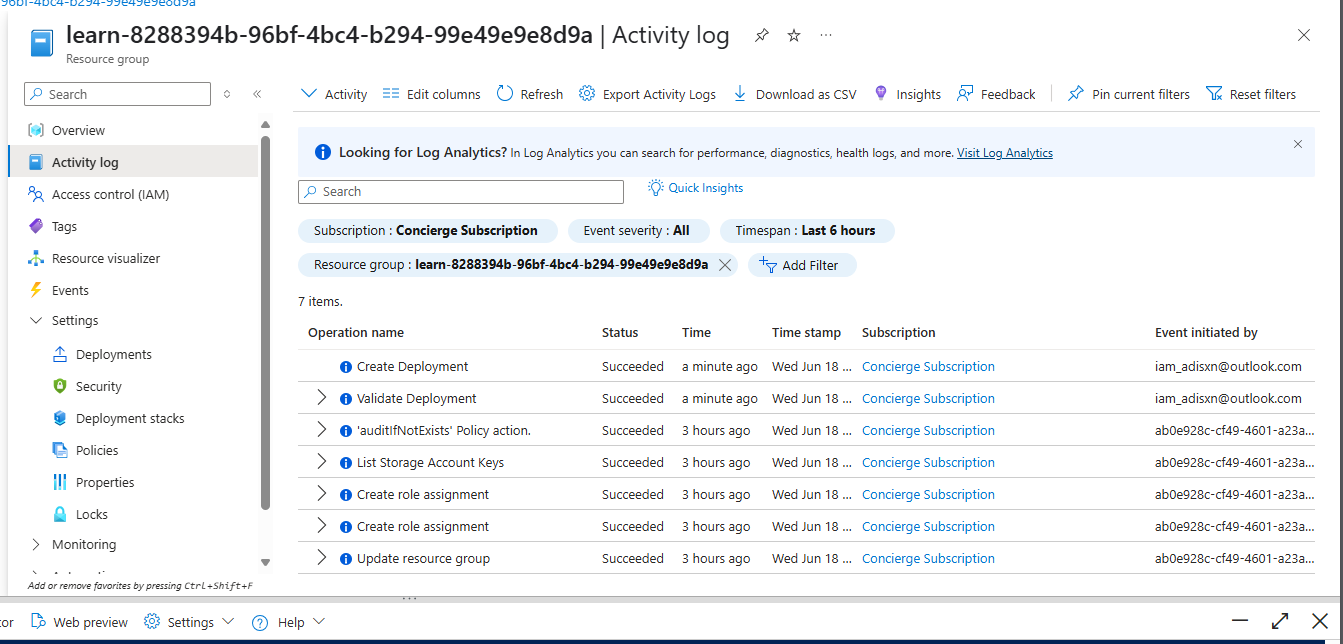 96bf-4bc4-b294-99e49e9e8d9a
learn-8288394b-96bf-4bc4-b294-99e49e9e8d9a | Activity log ...
Resource group
Search
Activity Edit columns Refresh Export Activity Logs Download as CSV Insights Feedback Pin current filters Reset filters
Overview
Activity log
Access control (IAM)
Tags
Resource visualizer
Events
Settings
Deployments
Security
Deployment stacks
Policies
Properties
Locks
Monitoring
Add or remove favorites by pressing Ctrl+Shift+F
Looking for Log Analytics? In Log Analytics you can search for performance, diagnostics, health logs, and more. Visit Log Analytics
Search Quick Insights
Subscription : Concierge Subscription Event severity : All Timespan : Last 6 hours
Resource group : learn-8288394b-96bf-4bc4-b294-99e49e9e8d9a Add Filter
7 items.
Operation name Status Time Time stamp Subscription Event initiated by
Create Deployment Succeeded a minute ago Wed Jun 18 ... Concierge Subscription iam_adisxn@outlook.com
Validate Deployment Succeeded a minute ago Wed Jun 18 ... Concierge Subscription iam_adisxn@outlook.com
'auditIfNotExists' Policy action. Succeeded 3 hours ago Wed Jun 18 ... Concierge Subscription ab0e928c-cf49-4601-a23a...
List Storage Account Keys Succeeded 3 hours ago Wed Jun 18 ... Concierge Subscription ab0e928c-cf49-4601-a23a...
Create role assignment Succeeded 3 hours ago Wed Jun 18 ... Concierge Subscription ab0e928c-cf49-4601-a23a...
Create role assignment Succeeded 3 hours ago Wed Jun 18 ... Concierge Subscription ab0e928c-cf49-4601-a23a...
Update resource group Succeeded 3 hours ago Wed Jun 18 ... Concierge Subscription ab0e928c-cf49-4601-a23a...
tor Web preview Settings Help